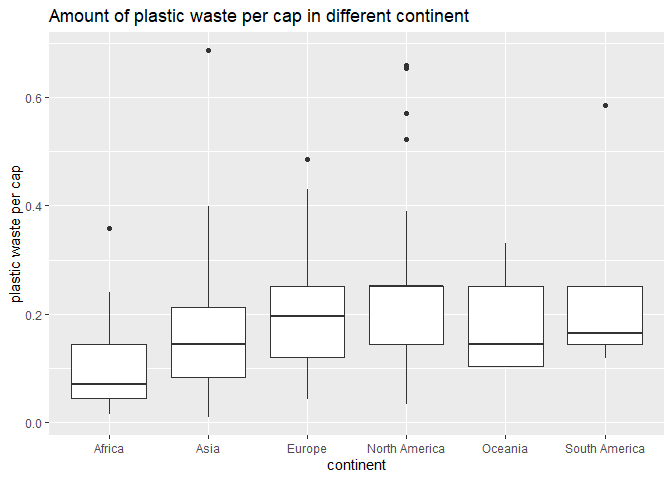 Amount of plastic waste per cap in different continent
plastic waste per cap
0.6
0.4
0.2
0.0
Africa Asia Europe North America Oceania South America
continent